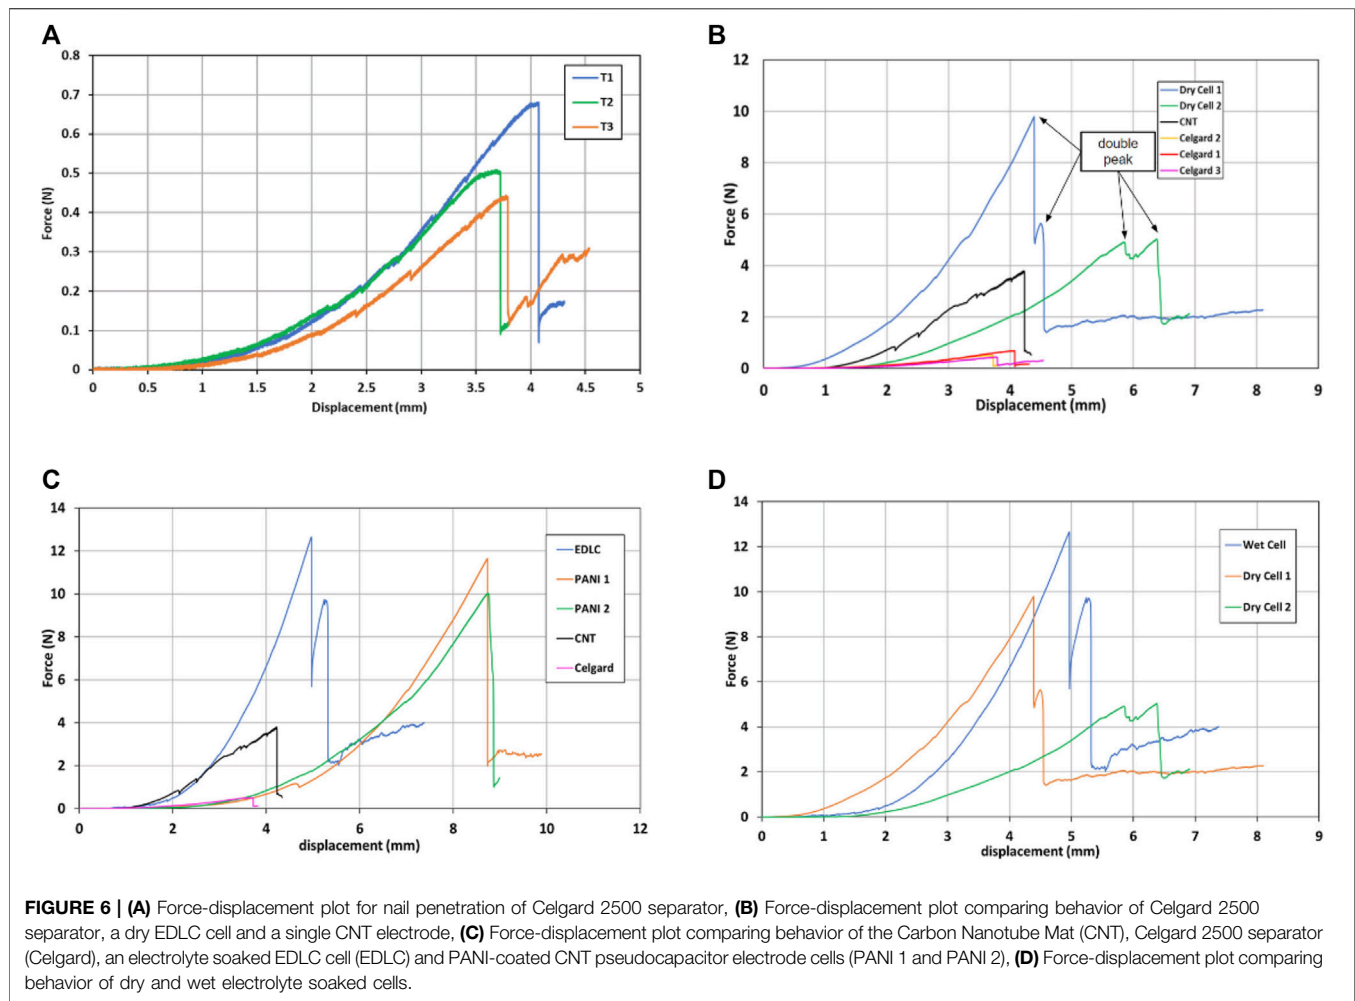 A
0.8
0.7
0.6
0.5
0.4
0.3
0.2
0.1
0
Force (N)
T1
T2
T3
0 0.5 1 1.5 2 2.5 3 3.5 4 4.5 5
Displacement (mm)
B
12
10
8
6
4
2
0
Force (N)
Dry Cell 1
Dry Cell 2
CNT
Celgard 2
Celgard 1
Celgard 3
double
peak
0 1 2 3 4 5 6 7 8 9
Displacement (mm)
C
14
12
10
8
6
4
2
0
Force (N)
EDLC
PANI 1
PANI 2
CNT
Celgard
0 2 4 6 8 10 12
displacement (mm)
D
14
12
10
8
6
4
2
0
Force (N)
Wet Cell
Dry Cell 1
Dry Cell 2
0 1 2 3 4 5 6 7 8 9
displacement (mm)
FIGURE 6 | (A) Force-displacement plot for nail penetration of Celgard 2500 separator, (B) Force-displacement plot comparing behavior of Celgard 2500
separator, a dry EDLC cell and a single CNT electrode, (C) Force-displacement plot comparing behavior of the Carbon Nanotube Mat (CNT), Celgard 2500 separator
(Celgard), an electrolyte soaked EDLC cell (EDLC) and PANI-coated CNT pseudocapacitor electrode cells (PANI 1 and PANI 2), (D) Force-displacement plot comparing
behavior of dry and wet electrolyte soaked cells.